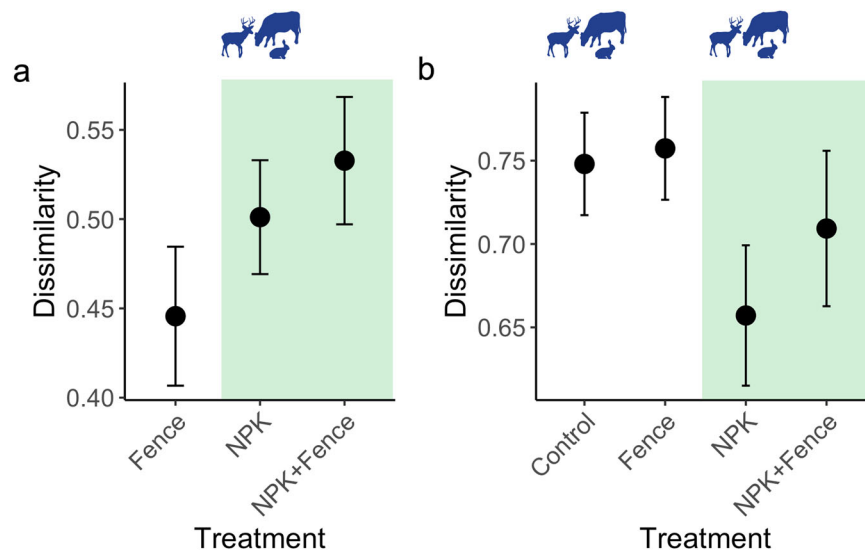 a
Dissimilarity
0.55
0.50
0.45
0.40
Fence
NPK
NPK+Fence
Treatment
b
Dissimilarity
0.75
0.70
0.65
Control
Fence
NPK
NPK+Fence
Treatment